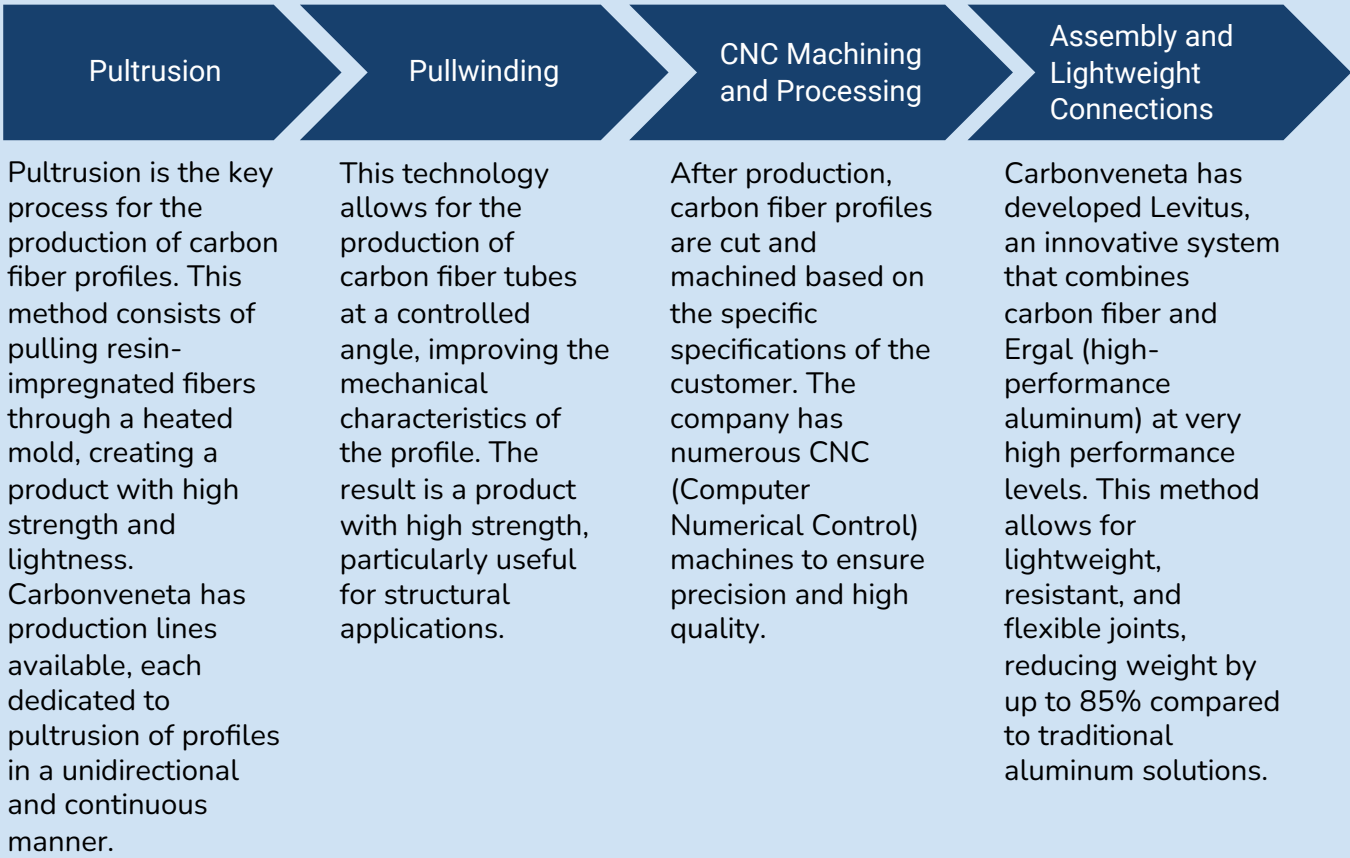 Pultrusion
Pullwinding
CNC Machining
and Processing
Assembly and
Lightweight
Connections
Pultrusion is the key
process for the
production of carbon
fiber profiles. This
method consists of
pulling resin-
impregnated fibers
through a heated
mold, creating a
product with high
strength and
lightness.
Carbonveneta has
production lines
available, each
dedicated to
pultrusion of profiles
in a unidirectional
and continuous
manner.
This technology
allows for the
production of
carbon fiber tubes
at a controlled
angle, improving the
mechanical
characteristics of
the profile. The
result is a product
with high strength,
particularly useful
for structural
applications.
After production,
carbon fiber profiles
are cut and
machined based on
the specific
specifications of the
customer. The
company has
numerous CNC
(Computer
Numerical Control)
machines to ensure
precision and high
quality.
Carbonveneta has
developed Levitus,
an innovative system
that combines
carbon fiber and
Ergal (high-
performance
aluminum) at very
high performance
levels. This method
allows for
lightweight,
resistant, and
flexible joints,
reducing weight by
up to 85% compared
to traditional
aluminum solutions.